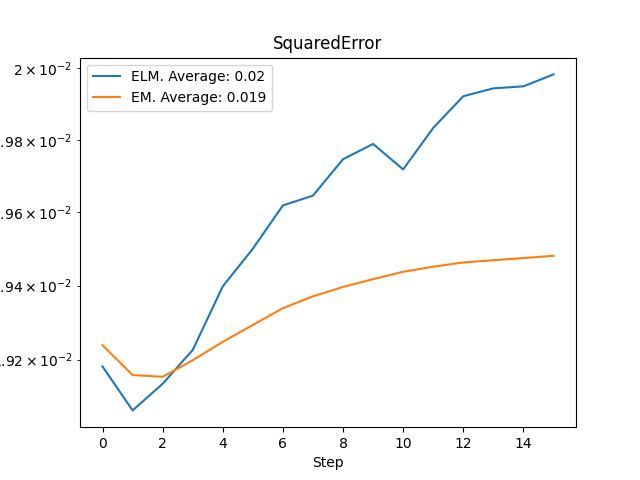 SquaredError
ELM. Average: 0.02
EM. Average: 0.019
2 × 10⁻²
.98 × 10⁻²
.96 × 10⁻²
.94 × 10⁻²
.92 × 10⁻²
0 2 4 6 8 10 12 14
Step